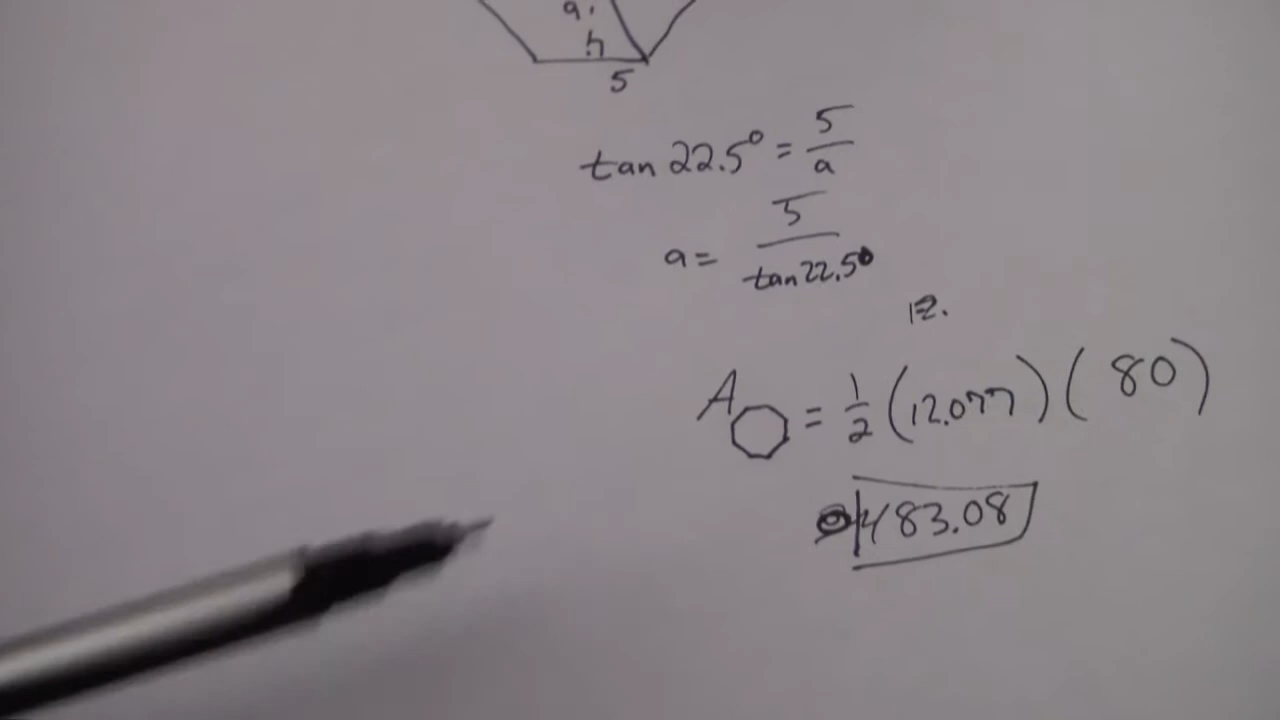 a
5
tan 22.5° = 5/a
a = 5/tan 22.5°
12.
A = 1/2 (12.077) (80)
483.08